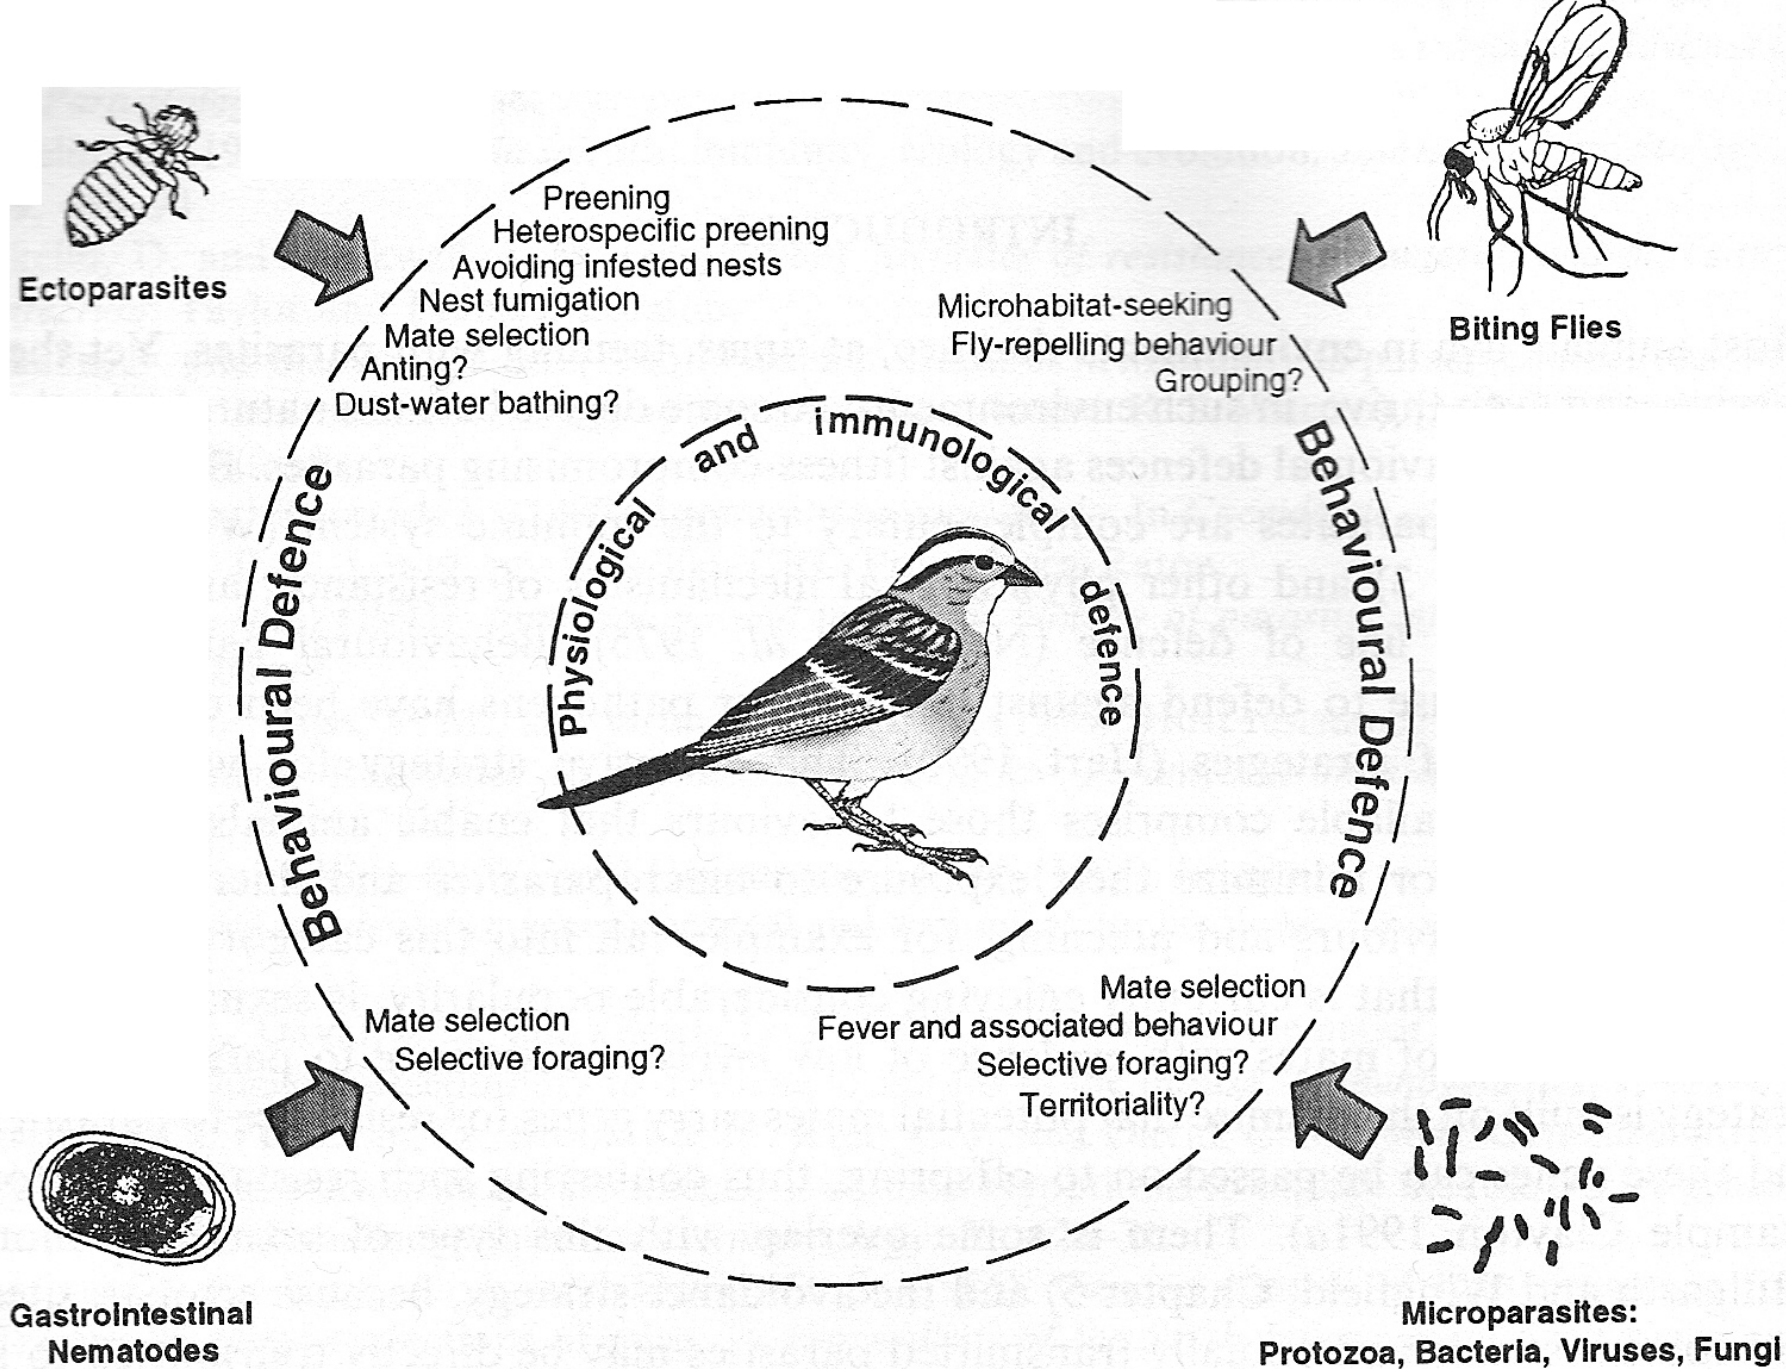 Preening
Heterospecific preening
Avoiding infested nests
Nest fumigation
Mate selection
Anting?
Dust-water bathing?
Ectoparasites
Microhabitat-seeking
Fly-repelling behaviour
Grouping?
Biting Flies
Behavioural Defence
Physiological and immunological defence
Behavioural Defence
Mate selection
Selective foraging?
Mate selection
Fever and associated behaviour
Selective foraging?
Territoriality?
Gastrointestinal
Nematodes
Microparasites:
Protozoa, Bacteria, Viruses, Fungi